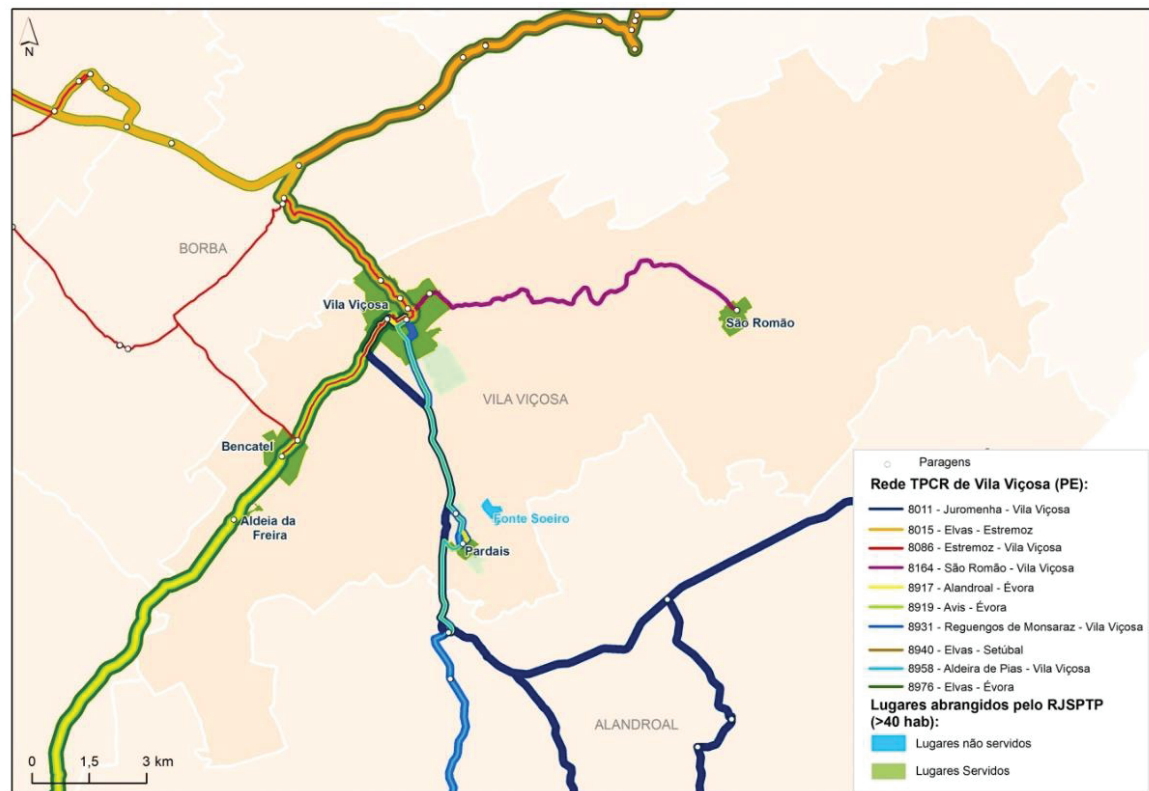 N
BORBA
Vila Viçosa
São Romão
VILA VIÇOSA
Bencatel
Aldeia da
Freira
Fonte Soeiro
Pardais
ALANDROAL
0 1,5 3 km
Paragens
Rede TPCR de Vila Viçosa (PE):
8011 - Juromenha - Vila Viçosa
8015 - Elvas - Estremoz
8086 - Estremoz - Vila Viçosa
8164 - São Romão - Vila Viçosa
8917 - Alandroal - Évora
8919 - Avis - Évora
8931 - Reguengos de Monsaraz - Vila Viçosa
8940 - Elvas - Setúbal
8958 - Aldeira de Pias - Vila Viçosa
8976 - Elvas - Évora
Lugares abrangidos pelo RJSPTP
(>40 hab):
Lugares não servidos
Lugares Servidos